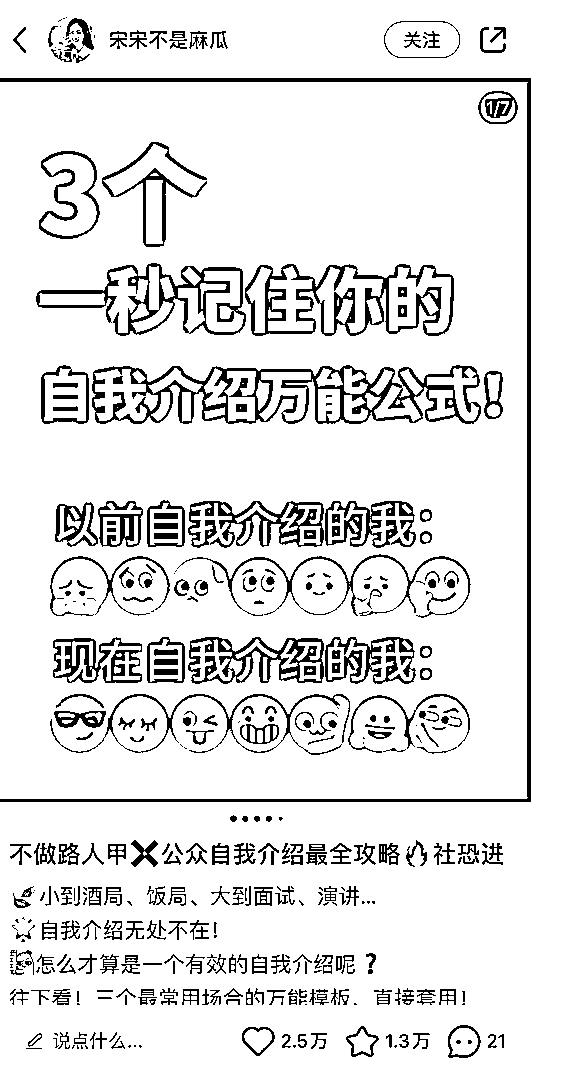 宋宋不是麻瓜
关注
1/7
3个
一秒记住你的
自我介绍万能公式!
以前自我介绍的我:
现在自我介绍的我:
不做路人甲❌公众自我介绍最全攻略🔥社恐进
小到酒局、饭局、大到面试、演讲...
自我介绍无处不在!
怎么才算是一个有效的自我介绍呢❓
往下看!三个最常用场合的万能模板,直接套用!
说点什么... 2.5万 1.3万 21